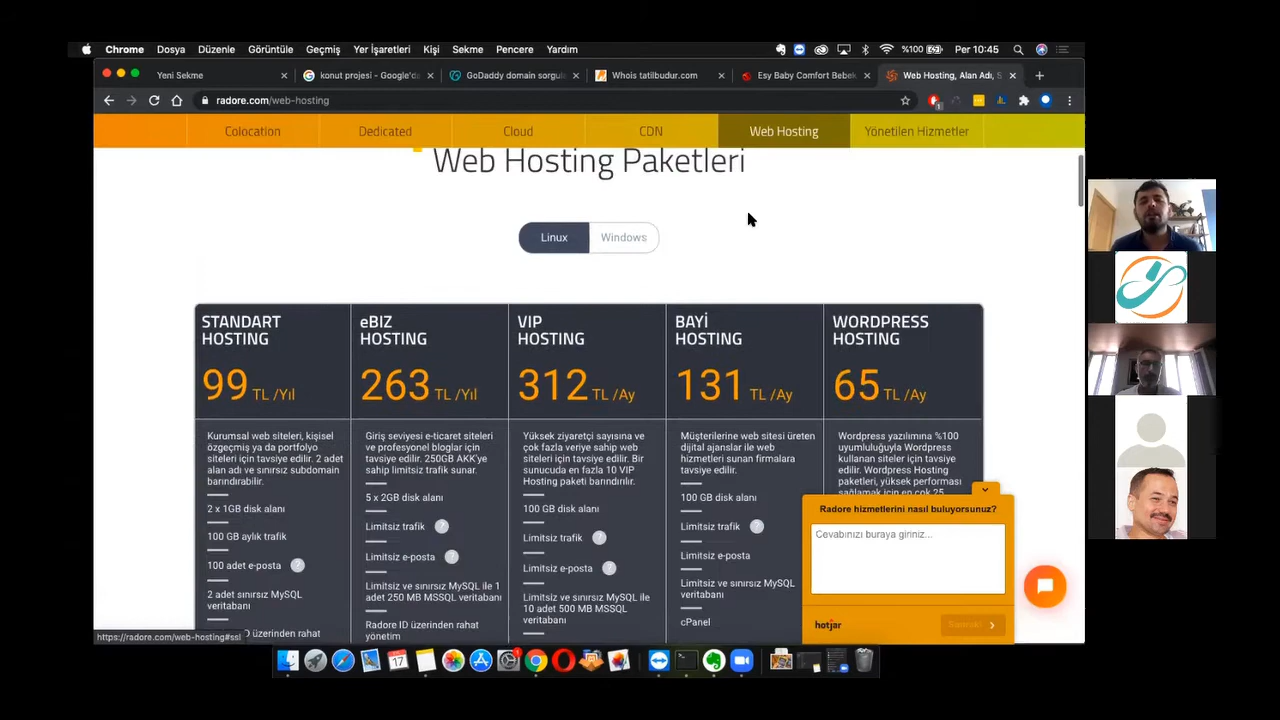 Chrome Dosya Düzenle Görüntüle Geçmiş Yer İşaretleri Kişi Sekme Pencere Yardım %100 Per 10:45
Yeni Sekme
konut projesi - Google'da
GoDaddy domain sorgula
Whois tatilbudur.com
Esy Baby Comfort Bebek
Web Hosting, Alan Adı, S
radore.com/web-hosting
Colocation Dedicated Cloud CDN Web Hosting Yönetilen Hizmetler
Web Hosting Paketleri
Linux Windows
STANDART
HOSTING
99 TL /Yıl
Kurumsal web siteleri, kişisel
özgeçmiş ya da portfolyo
siteleri için tavsiye edilir. 2 adet
alan adı ve sınırsız subdomain
barındırabilir.
2 x 1GB disk alanı
100 GB aylık trafik
100 adet e-posta ?
2 adet sınırsız MySQL
veritabanı
ID üzerinden rahat
eBIZ
HOSTING
263 TL /Yıl
Giriş seviyesi e-ticaret siteleri
ve profesyonel bloglar için
tavsiye edilir. 250GB AKK'ye
sahip limitsiz trafik sunar.
5 x 2GB disk alanı
Limitsiz trafik ?
Limitsiz e-posta ?
Limitsiz ve sınırsız MySQL ile 1
adet 250 MB MSSQL veritabanı
Radore ID üzerinden rahat
yönetim
VIP
HOSTING
312 TL /Ay
Yüksek ziyaretçi sayısına ve
çok fazla veriye sahip web
siteleri için tavsiye edilir. Bir
sunucuda en fazla 10 VIP
Hosting paketi barındırılır.
100 GB disk alanı
Limitsiz trafik ?
Limitsiz e-posta ?
Limitsiz ve sınırsız MySQL ile
10 adet 500 MB MSSQL
veritabanı
BAYİ
HOSTING
131 TL /Ay
Müşterilerine web sitesi üreten
dijital ajanslar ile web
hizmetleri sunan firmalara
tavsiye edilir.
100 GB disk alanı
Limitsiz trafik ?
Limitsiz e-posta
Limitsiz ve sınırsız MySQL
veritabanı
cPanel
WORDPRESS
HOSTING
65 TL /Ay
Wordpress yazılımına %100
uyumluluğuyla Wordpress
kullanan siteler için tavsiye
edilir. Wordpress Hosting
paketleri, yüksek performası
sağlamak için en çok 25
Radore hizmetlerini nasıl buluyorsunuz?
Cevabınızı buraya giriniz...
hotjar
https://radore.com/web-hosting#ssl
17